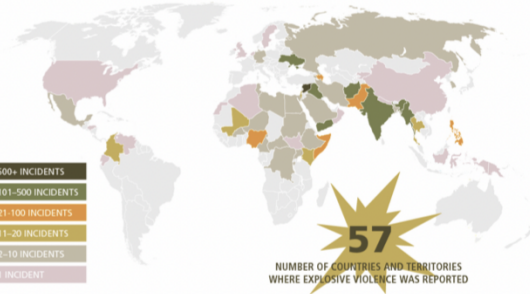 500+ INCIDENTS
101–500 INCIDENTS
21-100 INCIDENTS
11–20 INCIDENTS
2–10 INCIDENTS
1 INCIDENT
57
NUMBER OF COUNTRIES AND TERRITORIES
WHERE EXPLOSIVE VIOLENCE WAS REPORTED